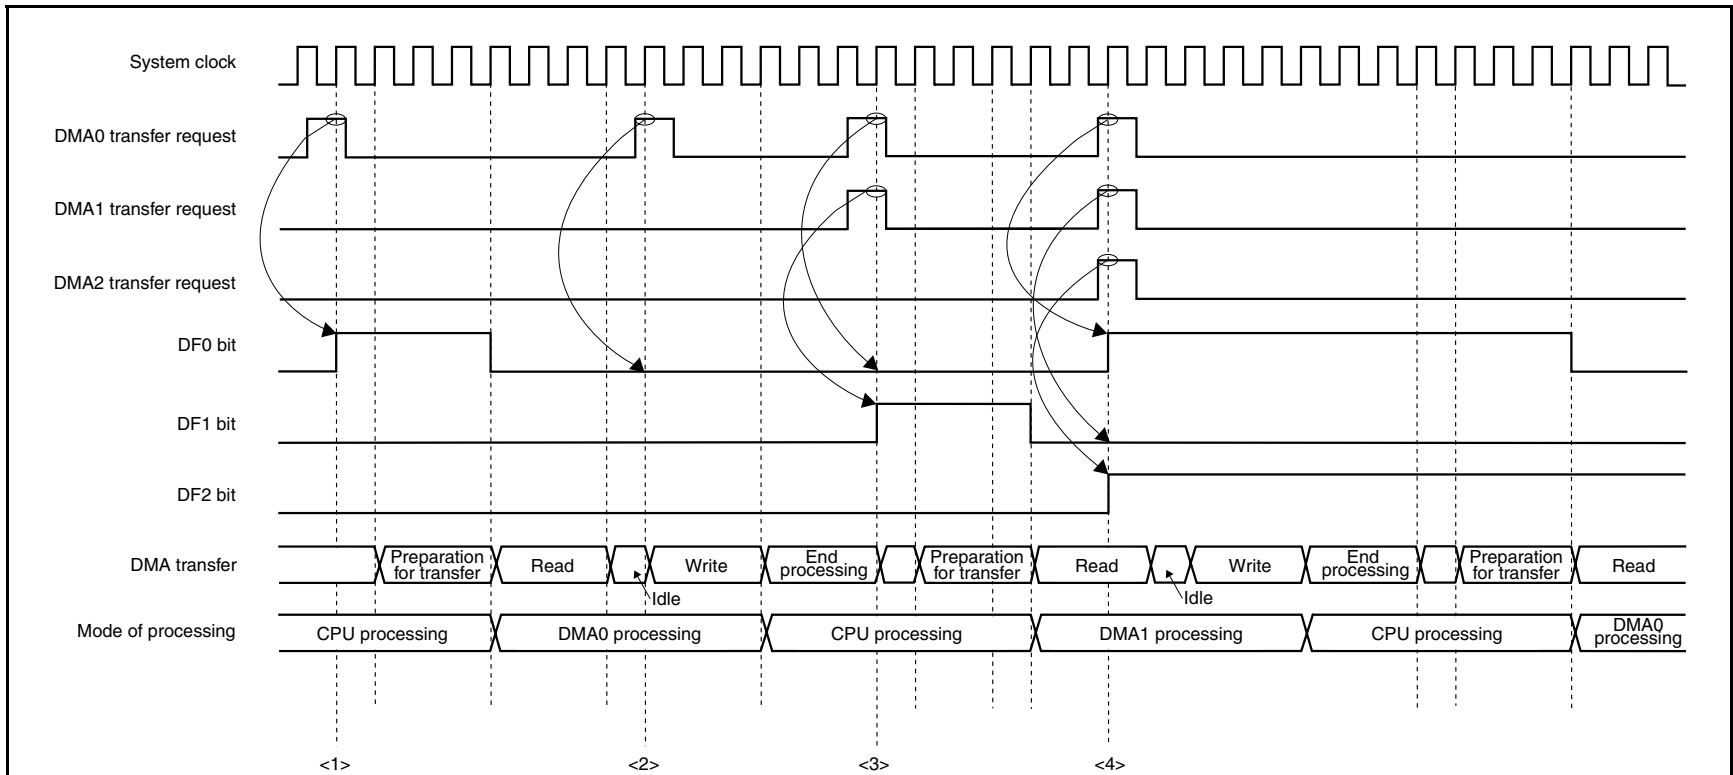 System clock
DMA0 transfer request
DMA1 transfer request
DMA2 transfer request
DF0 bit
DF1 bit
DF2 bit
DMA transfer
Preparation
for transfer
Read
Write
End
processing
Preparation
for transfer
Read
Write
End
processing
Preparation
for transfer
Read
Idle
Idle
Mode of processing
CPU processing
DMA0 processing
CPU processing
DMA1 processing
CPU processing
DMA0
processing
<1>
<2>
<3>
<4>